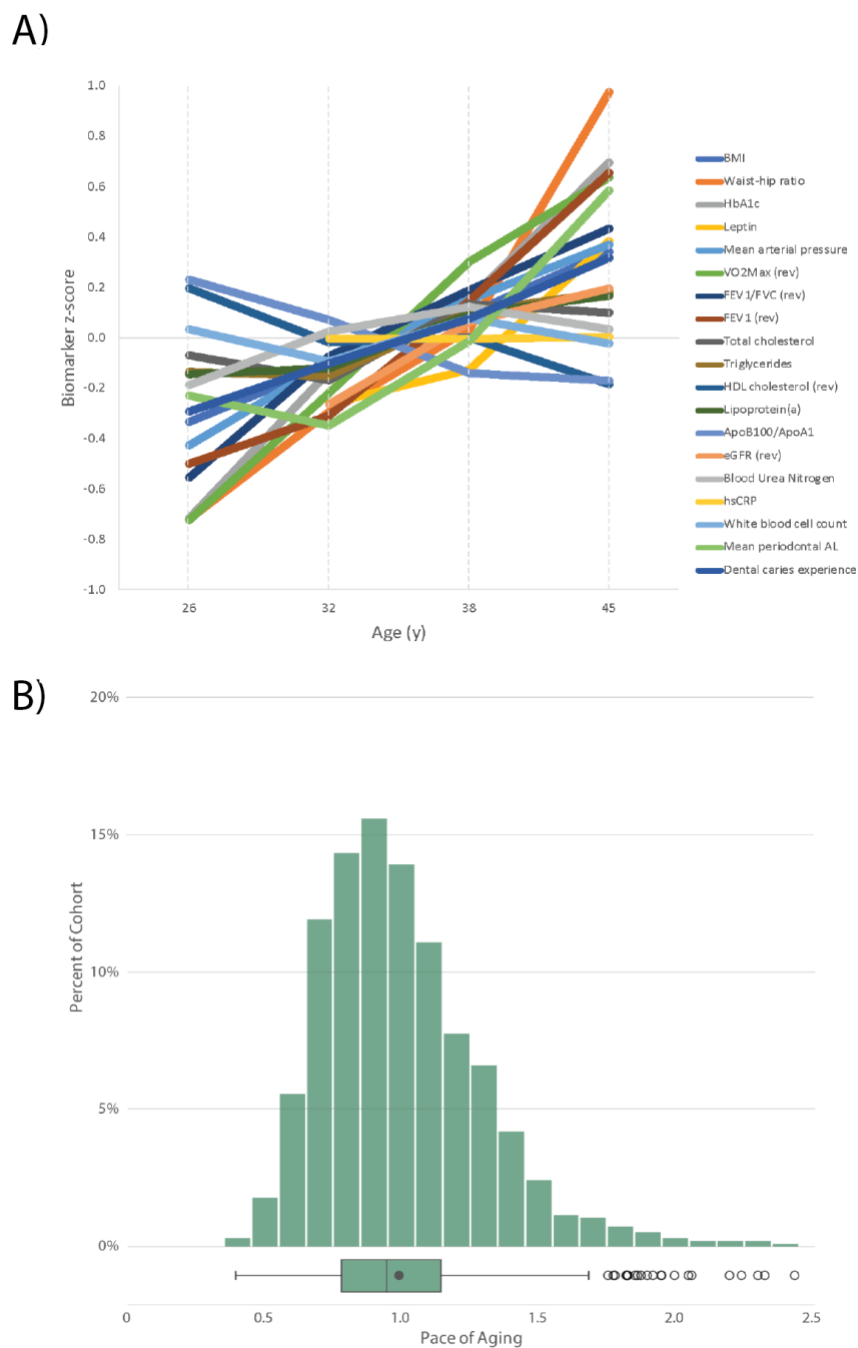 A)
1.0
0.8
0.6
0.4
0.2
0.0
-0.2
-0.4
-0.6
-0.8
-1.0
Biomarker z-score
26 32 38 45
Age (y)
BMI
Waist-hip ratio
HbA1c
Leptin
Mean arterial pressure
VO2Max (rev)
FEV1/FVC (rev)
FEV1 (rev)
Total cholesterol
Triglycerides
HDL cholesterol (rev)
Lipoprotein(a)
ApoB100/ApoA1
eGFR (rev)
Blood Urea Nitrogen
hsCRP
White blood cell count
Mean periodontal AL
Dental caries experience
B)
20%
15%
10%
5%
0%
Percent of Cohort
0 0.5 1.0 1.5 2.0 2.5
Pace of Aging